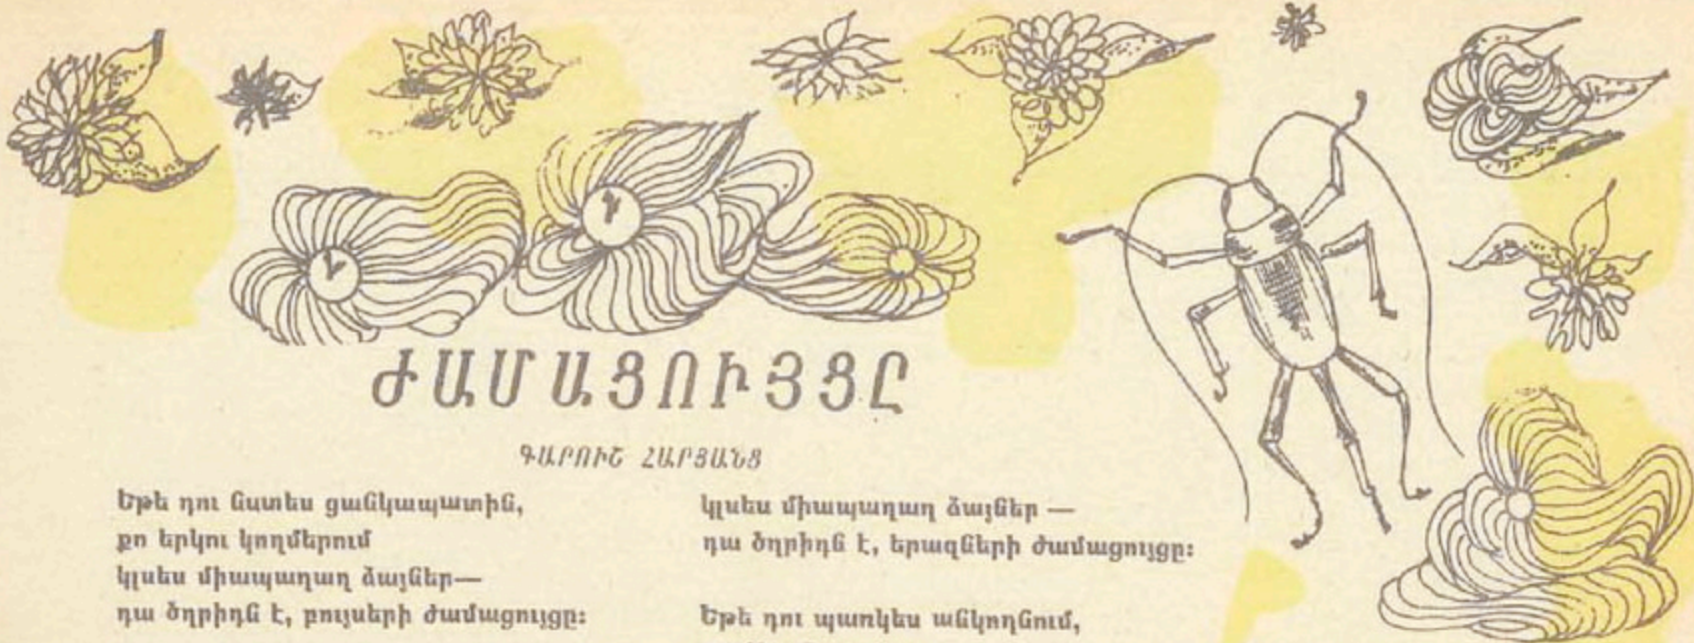 ԺԱՄԱՑՈՒՅՑԸ
ԳԱՐՈՒՇ ՀԱՐՅԱՆՑ
Եթե դու նստես ցանկապատին,
քո երկու կողմերում
կլսես միապաղաղ ձայներ—
դա ծղրիդն է, բույսերի ժամացույցը։
կլսես միապաղաղ ձայներ —
դա ծղրիդն է, երազների ժամացույցը։
Եթե դու պառկես անկողնում,